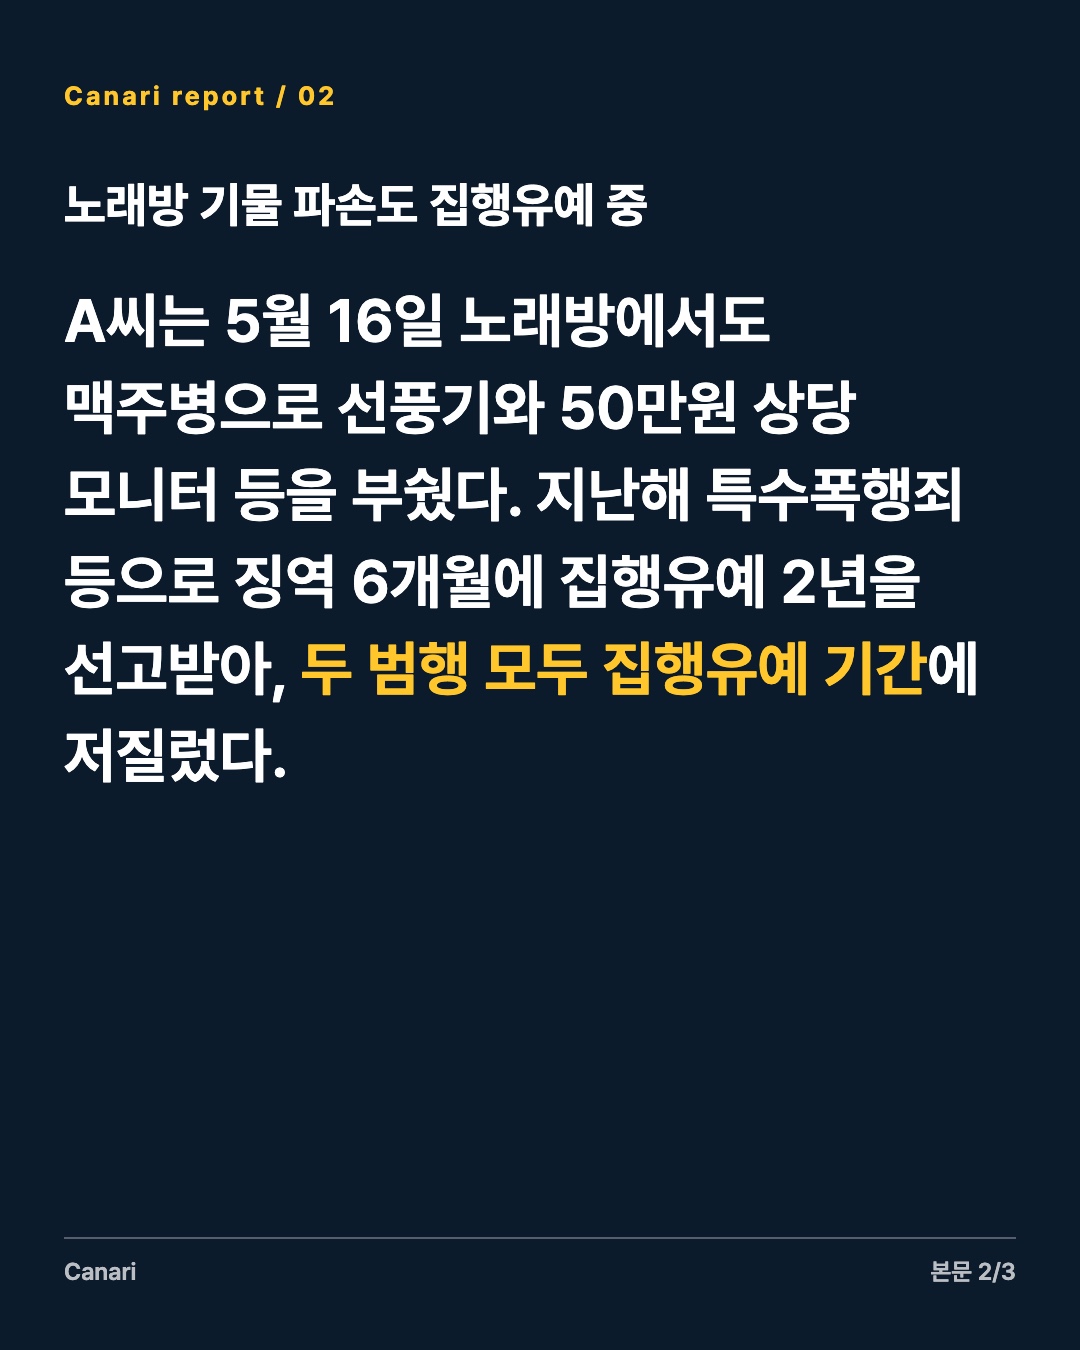 Canari report / 02
노래방 기물 파손도 집행유예 중
A씨는 5월 16일 노래방에서도
맥주병으로 선풍기와 50만원 상당
모니터 등을 부쉈다. 지난해 특수폭행죄
등으로 징역 6개월에 집행유예 2년을
선고받아, 두 범행 모두 집행유예 기간에
저질렀다.
Canari
본문 2/3